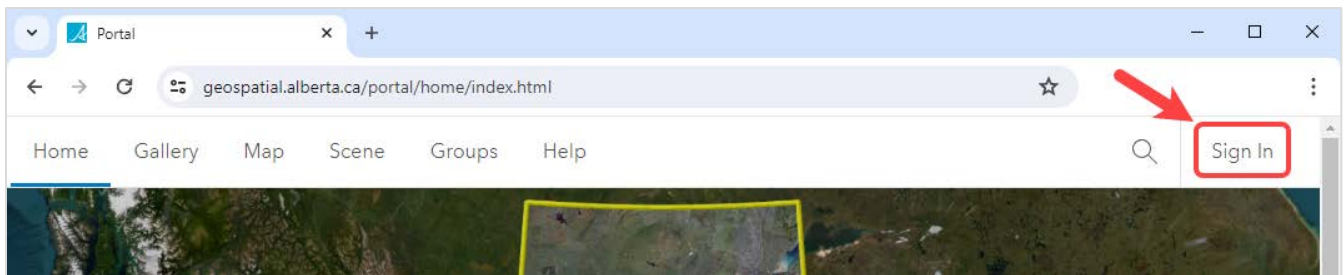 Portal
geospatial.alberta.ca/portal/home/index.html
Home Gallery Map Scene Groups Help Sign In